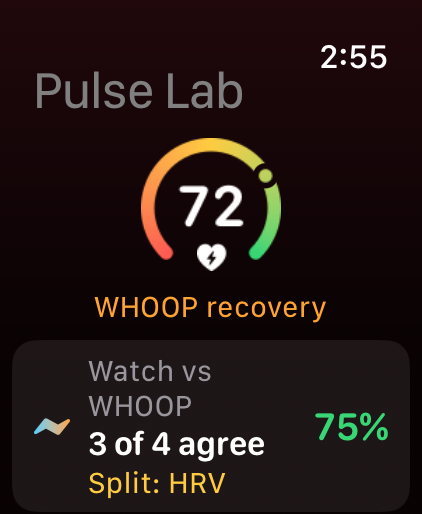 2:55
Pulse Lab
72
WHOOP recovery
Watch vs
WHOOP
3 of 4 agree
Split: HRV
75%